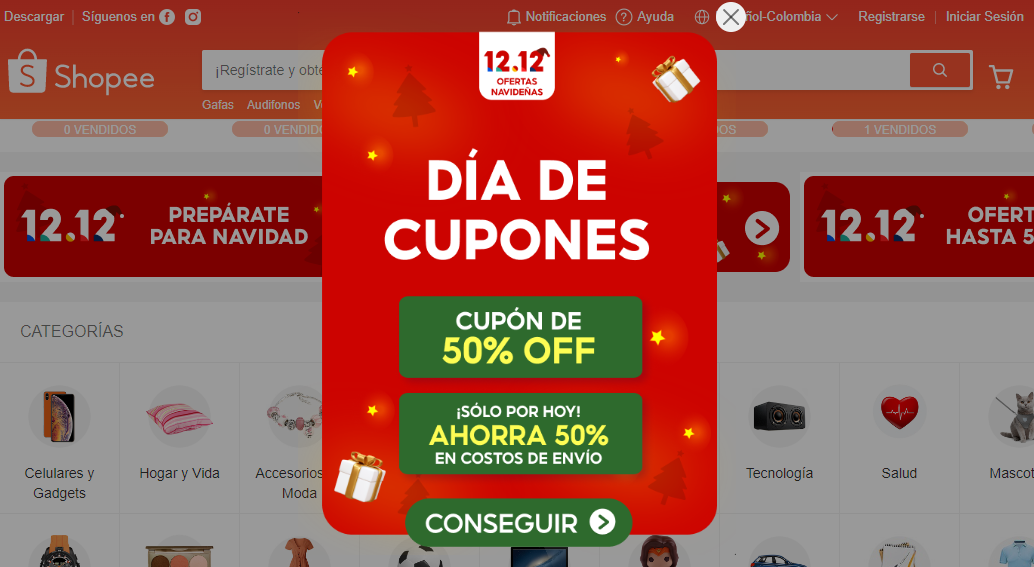 Descargar
Síguenos en
Notificaciones
Ayuda
ñol-Colombia
Registrarse
Iniciar Sesión
Shopee
¡Regístrate y obte
Gafas
Audifonos
0 VENDIDOS
0 VENDID
DOS
1 VENDIDOS
12.12
OFERTAS
NAVIDEÑAS
DÍA DE
CUPONES
12.12
PREPÁRATE
PARA NAVIDAD
12.12
OFERT
HASTA 5
CUPÓN DE
50% OFF
¡SÓLO POR HOY!
AHORRA 50%
EN COSTOS DE ENVÍO
CONSEGUIR
CATEGORÍAS
Celulares y
Gadgets
Hogar y Vida
Accesorios
Moda
Tecnología
Salud
Mascot